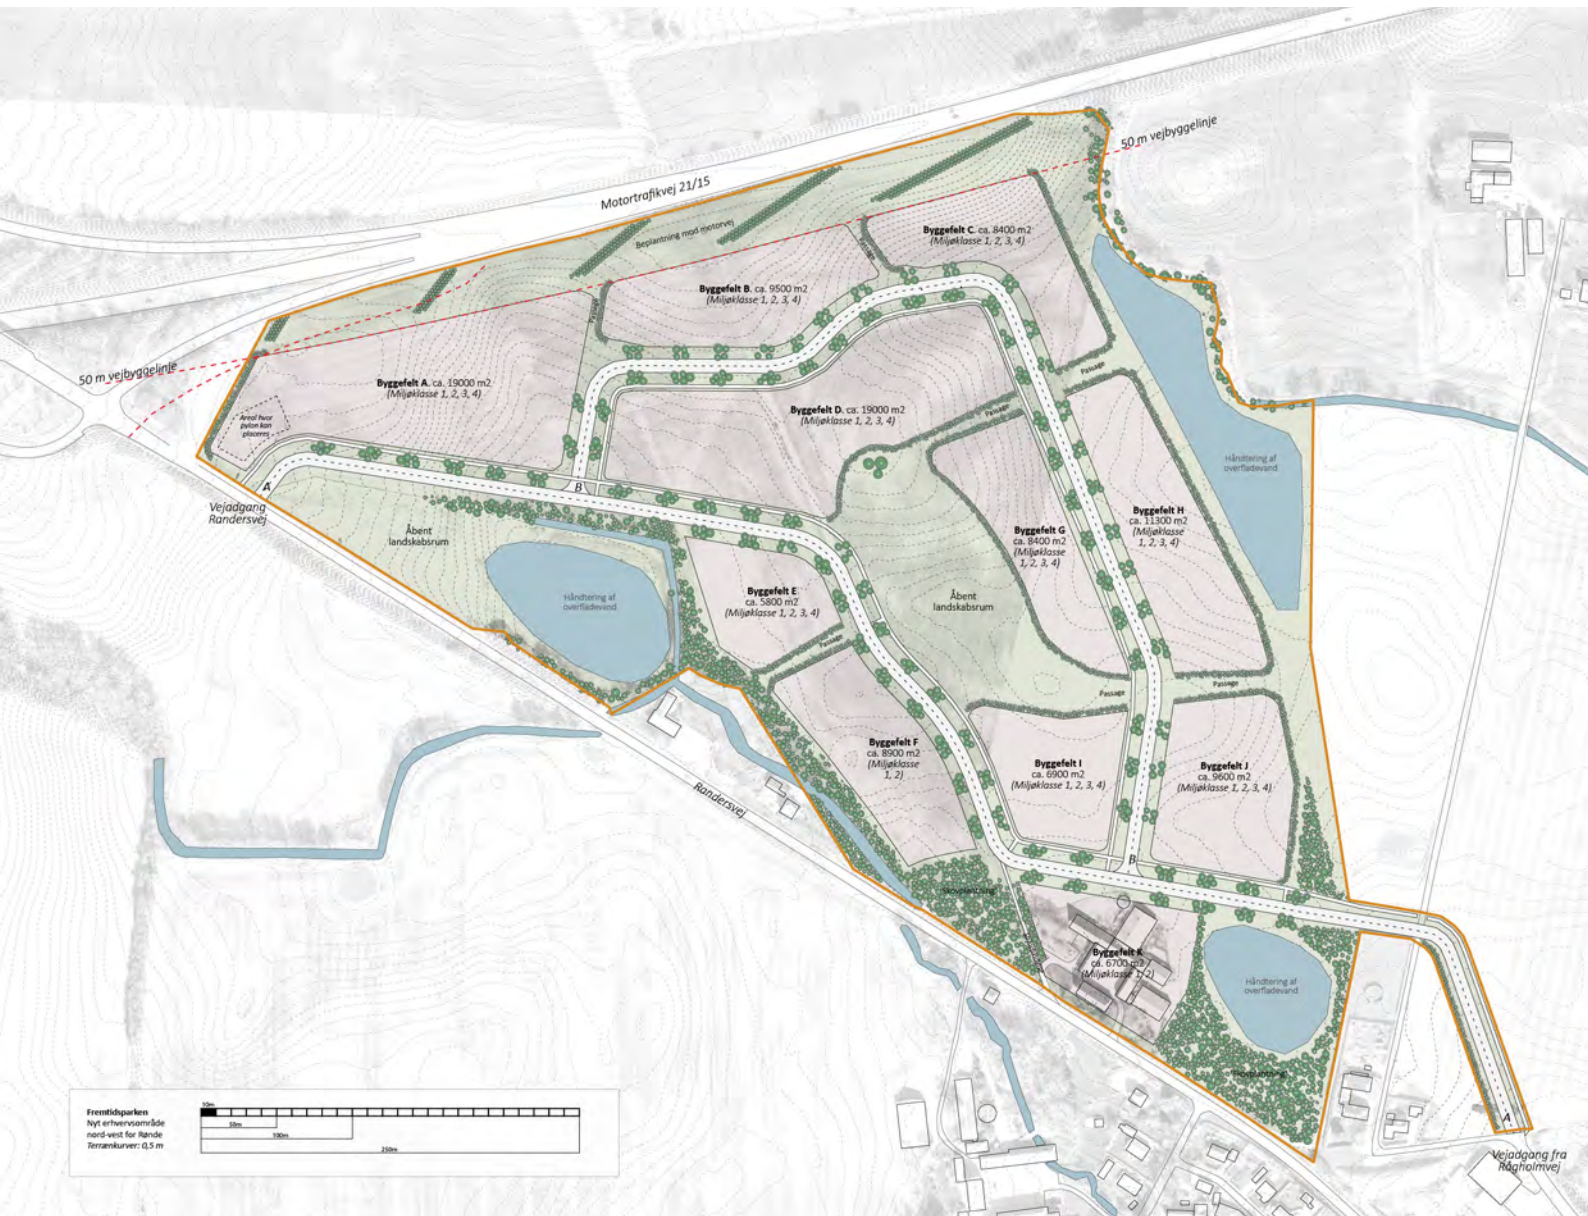 50 m vejbyggelinje
Motortrafikvej 21/15
Beplantning mod motorvej
Byggefelt C. ca. 8400 m2
(Miljøklasse 1, 2, 3, 4)
Passage
Byggefelt B. ca. 9500 m2
(Miljøklasse 1, 2, 3, 4)
Passage
50 m vejbyggelinje
Byggefelt A. ca. 19000 m2
(Miljøklasse 1, 2, 3, 4)
Areal hvor
pylon kan
placeres
Byggefelt D. ca. 19000 m2
(Miljøklasse 1, 2, 3, 4)
Passage
Passage
Håndtering af
overfladevand
A
B
Vejadgang
Randersvej
Åbent
landskabsrum
Byggefelt H
ca. 11300 m2
(Miljøklasse
1, 2, 3, 4)
Byggefelt G
ca. 8400 m2
(Miljøklasse
1, 2, 3, 4)
Håndtering af
overfladevand
Byggefelt E
ca. 5800 m2
(Miljøklasse 1, 2, 3, 4)
Åbent
landskabsrum
Passage
Passage
Passage
Byggefelt F
ca. 8900 m2
(Miljøklasse
1, 2)
Byggefelt I
ca. 6900 m2
(Miljøklasse 1, 2, 3, 4)
Byggefelt J
ca. 9600 m2
(Miljøklasse 1, 2, 3, 4)
Randersvej
B
Skovplantning
Byggefelt K
ca. 6700 m2
(Miljøklasse 1, 2)
Håndtering af
overfladevand
Skovplantning
A
Vejadgang fra
Rågholmvej
Fremtidsparken
Nyt erhvervsområde
nord-vest for Rønde
Terrænkurver: 0,5 m
10m
50m
100m
250m